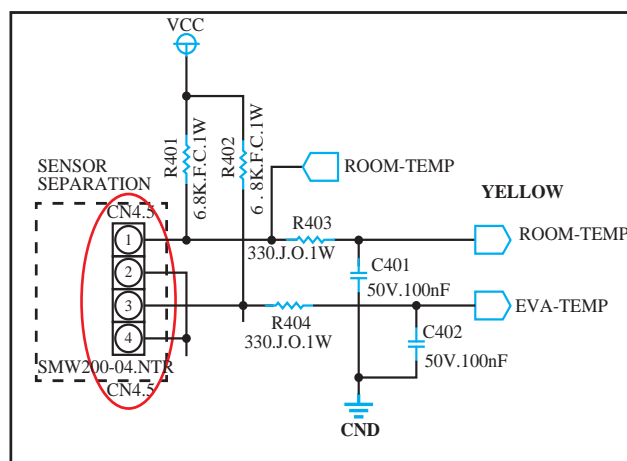 VCC
R401
6.8K.F.C.1W
R402
6.8K.F.C.1W
ROOM-TEMP
SENSOR
SEPARATION
CN4.5
YELLOW
1
R403
330.J.O.1W
ROOM-TEMP
2
C401
50V.100nF
3
EVA-TEMP
R404
330.J.O.1W
C402
50V.100nF
4
SMW200-04.NTR
CN4.5
CND